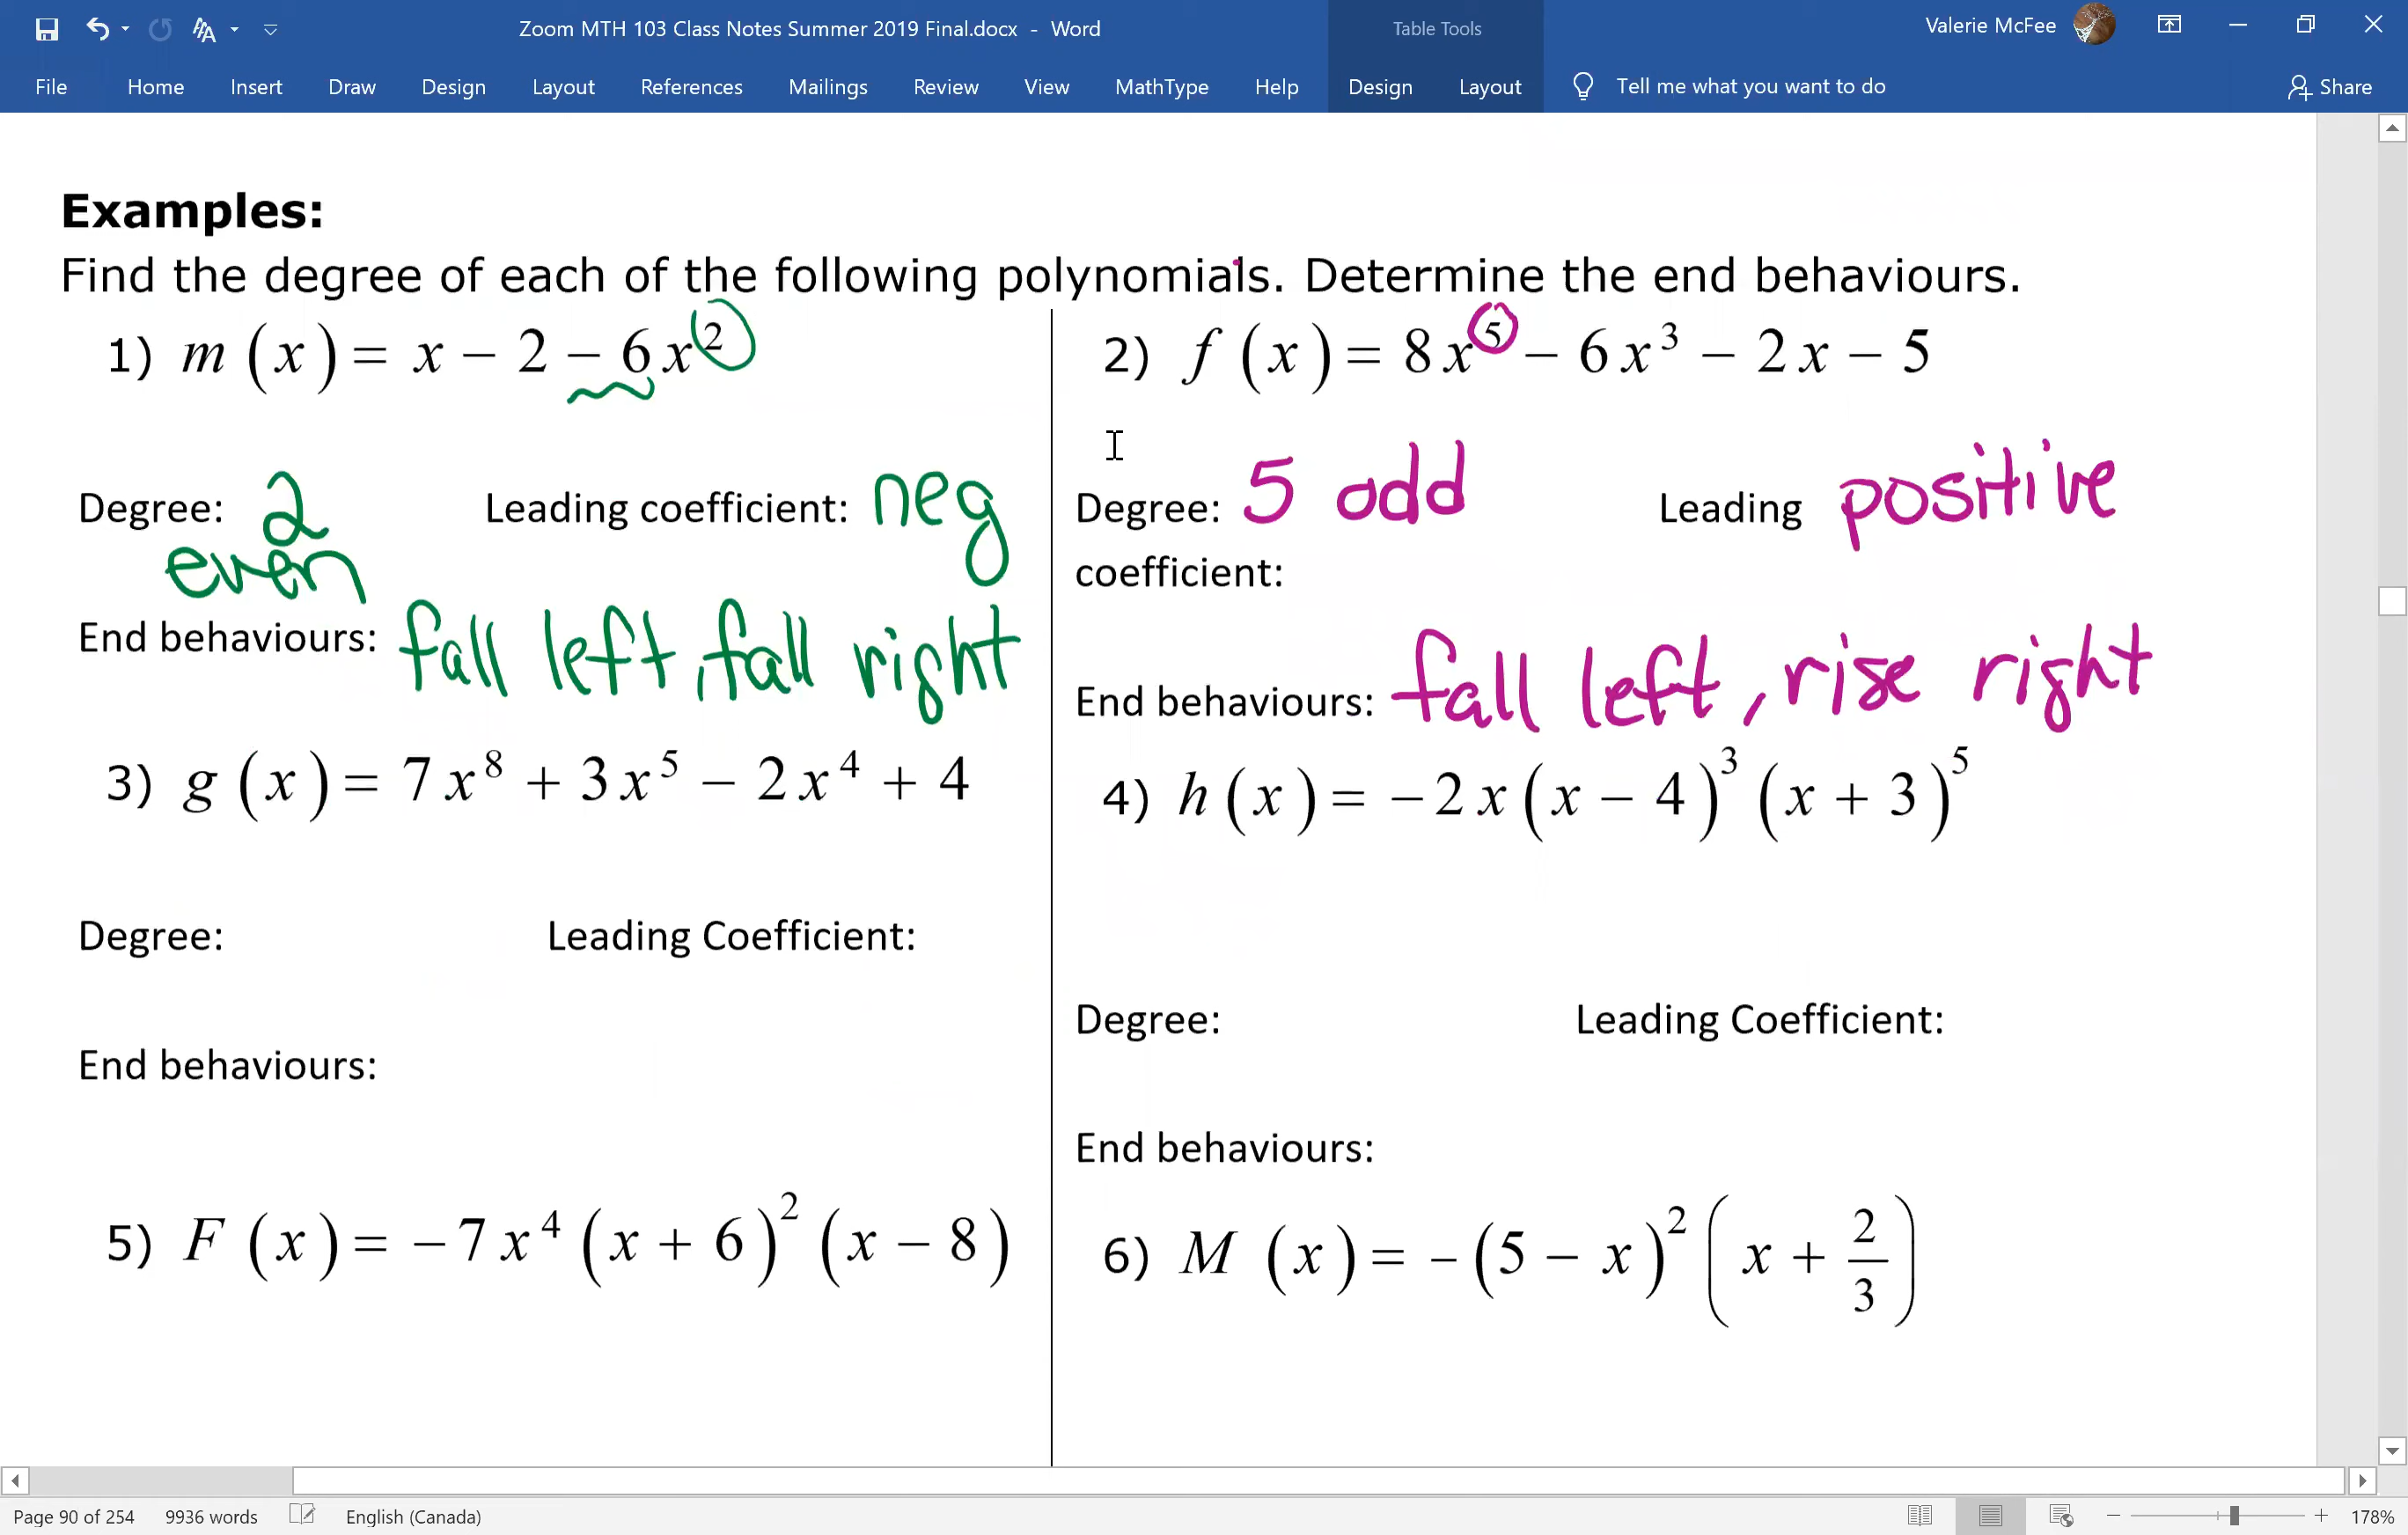 Zoom MTH 103 Class Notes Summer 2019 Final.docx - Word
Table Tools
Valerie McFee
File Home Insert Draw Design Layout References Mailings Review View MathType Help Design Layout Tell me what you want to do Share
Examples:
Find the degree of each of the following polynomials. Determine the end behaviours.
1) m(x) = x − 2 − 6x²
Degree: 2 Leading coefficient: neg
even
End behaviours: fall left, fall right
2) f(x) = 8x⁵ − 6x³ − 2x − 5
Degree: 5 odd Leading positive
coefficient:
End behaviours: fall left, rise right
3) g(x) = 7x⁸ + 3x⁵ − 2x⁴ + 4
Degree: Leading Coefficient:
End behaviours:
4) h(x) = −2x(x − 4)³(x + 3)⁵
Degree: Leading Coefficient:
End behaviours:
5) F(x) = −7x⁴(x + 6)²(x − 8)
6) M(x) = −(5 − x)²(x + 2/3)
Page 90 of 254 9936 words English (Canada) 178%